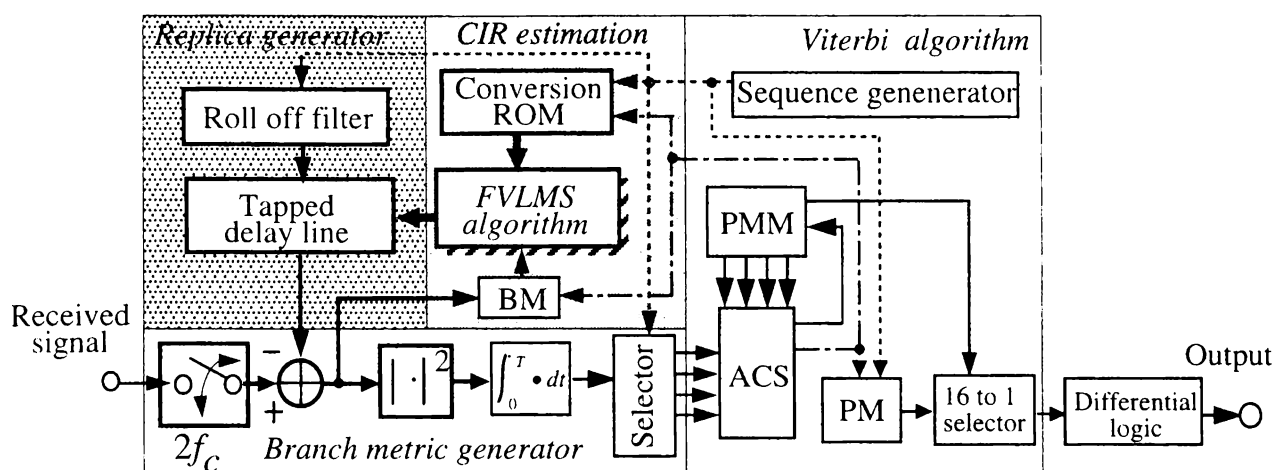 Replica generator
CIR estimation
Viterbi algorithm
Roll off filter
Conversion
ROM
Sequence genenerator
Tapped
delay line
FVLMS
algorithm
PMM
BM
Received
signal
−
+
2f_c
| · | 2
∫ 0 T • dt
Selector
ACS
PM
16 to 1
selector
Differential
logic
Output
Branch metric generator